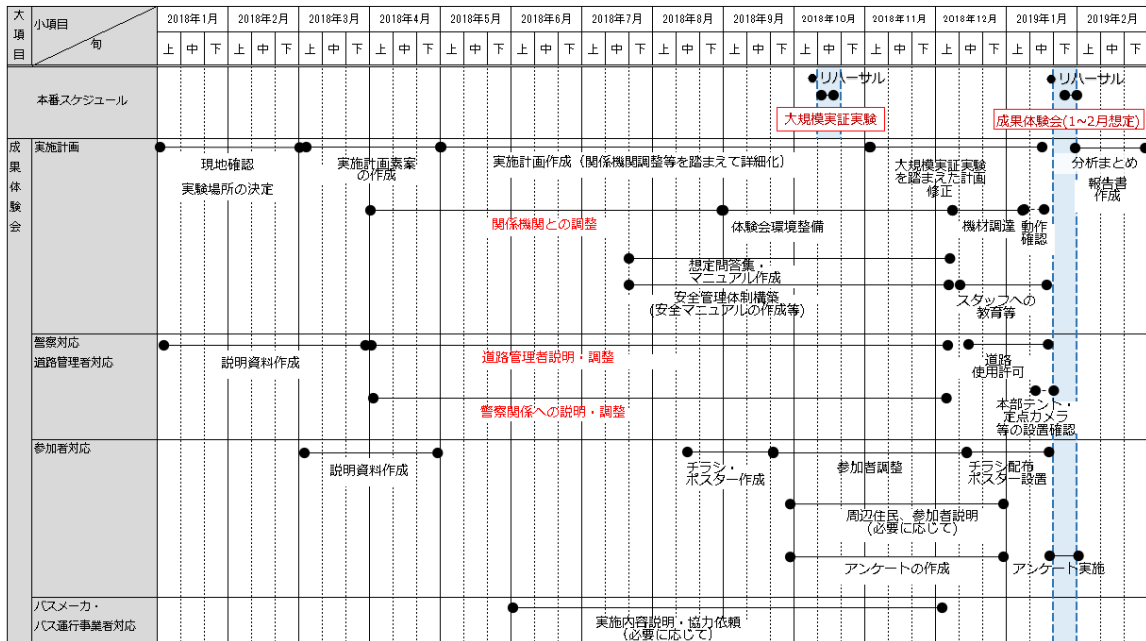 大項目
小項目
旬
2018年1月 2018年2月 2018年3月 2018年4月 2018年5月 2018年6月 2018年7月 2018年8月 2018年9月 2018年10月 2018年11月 2018年12月 2019年1月 2019年2月
上 中 下 上 中 下 上 中 下 上 中 下 上 中 下 上 中 下 上 中 下 上 中 下 上 中 下 上 中 下 上 中 下 上 中 下 上 中 下 上 中 下
本番スケジュール
リハーサル
リハーサル
大規模実証実験
成果体験会(1~2月想定)
成果体験会
実施計画
現地確認
実験場所の決定
実施計画素案
の作成
実施計画作成（関係機関調整等を踏まえて詳細化）
大規模実証実験
を踏まえた計画
修正
分析まとめ
報告書
作成
関係機関との調整
体験会環境整備
機材調達
動作
確認
想定問答集・
マニュアル作成
安全管理体制構築
(安全マニュアルの作成等)
スタッフへの
教育等
警察対応
道路管理者対応
説明資料作成
道路管理者説明・調整
道路
使用許可
警察関係への説明・調整
本部テント・
定点カメラ
等の設置確認
参加者対応
説明資料作成
チラシ・
ポスター作成
参加者調整
チラシ配布
ポスター設置
周辺住民、参加者説明
(必要に応じて)
アンケートの作成
アンケート実施
バスメーカ・
バス運行事業者対応
実施内容説明・協力依頼
(必要に応じて)